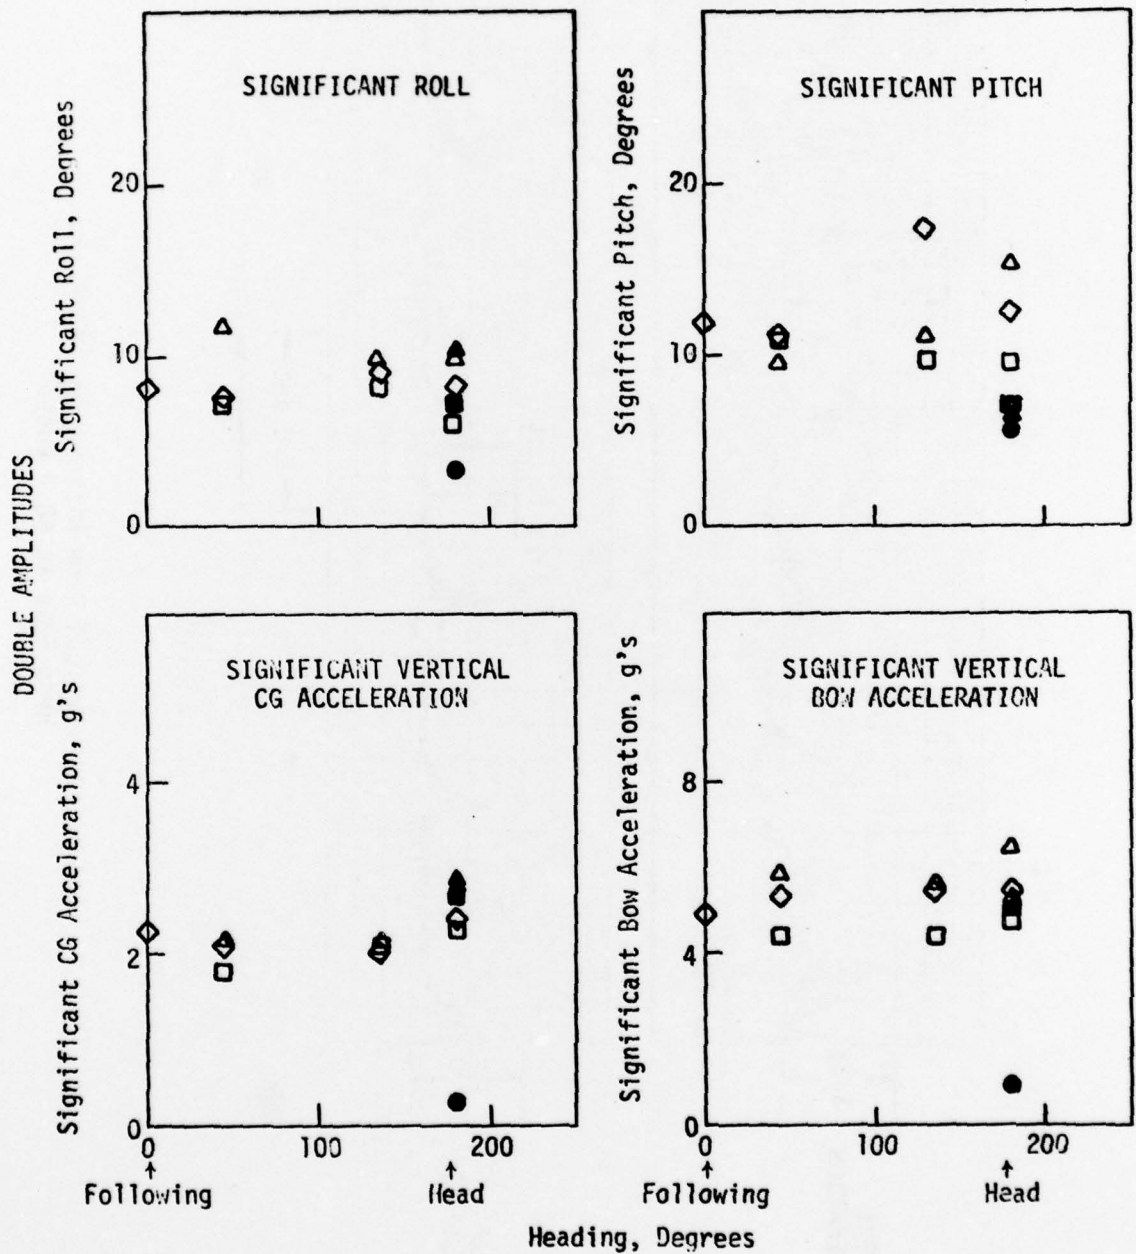 DOUBLE AMPLITUDES
SIGNIFICANT ROLL
Significant Roll, Degrees
20
10
0
SIGNIFICANT PITCH
Significant Pitch, Degrees
20
10
0
SIGNIFICANT VERTICAL
CG ACCELERATION
Significant CG Acceleration, g's
4
2
0
0 100 200
Following Head
SIGNIFICANT VERTICAL
BOW ACCELERATION
Significant Bow Acceleration, g's
8
4
0
0 100 200
Following Head
Heading, Degrees